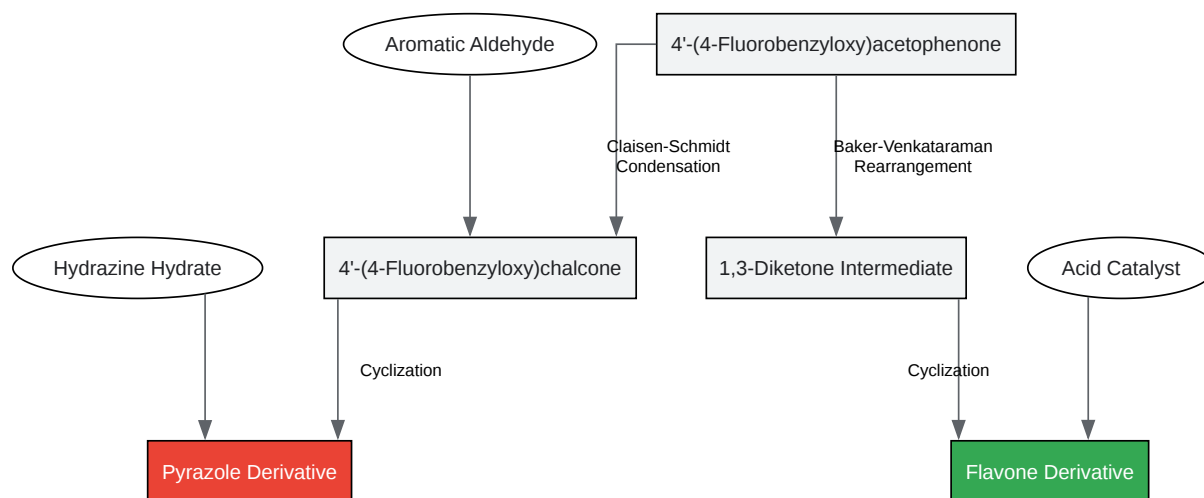 Aromatic Aldehyde
4'-(4-Fluorobenzyloxy)acetophenone
Claisen-Schmidt
Condensation
Baker-Venkataraman
Rearrangement
Hydrazine Hydrate
4'-(4-Fluorobenzyloxy)chalcone
1,3-Diketone Intermediate
Acid Catalyst
Cyclization
Cyclization
Pyrazole Derivative
Flavone Derivative